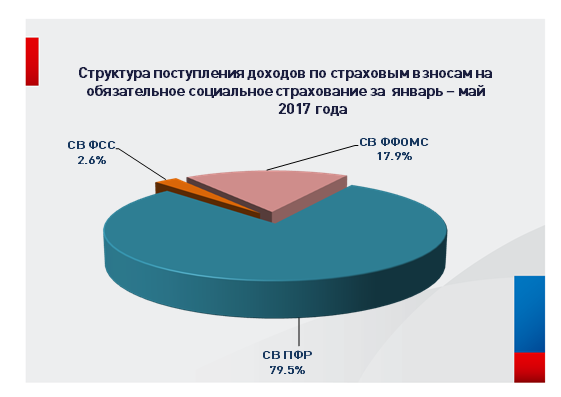 Структура поступления доходов по страховым взносам на
обязательное социальное страхование за январь – май
2017 года
СВ ФСС
2.6%
СВ ФФОМС
17.9%
СВ ПФР
79.5%